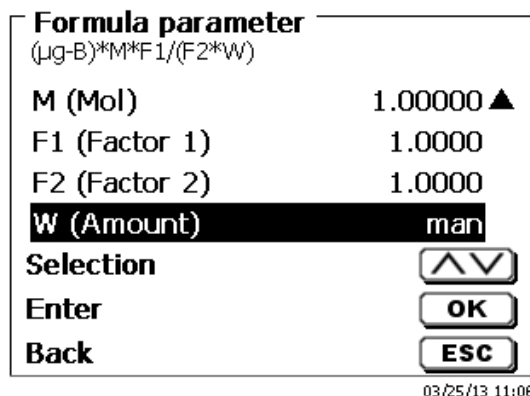 Formula parameter
(µg-B)*M*F1/(F2*W)
M (Mol) 1.00000
F1 (Factor 1) 1.0000
F2 (Factor 2) 1.0000
W (Amount) man
Selection
Enter OK
Back ESC
03/25/13 11:06